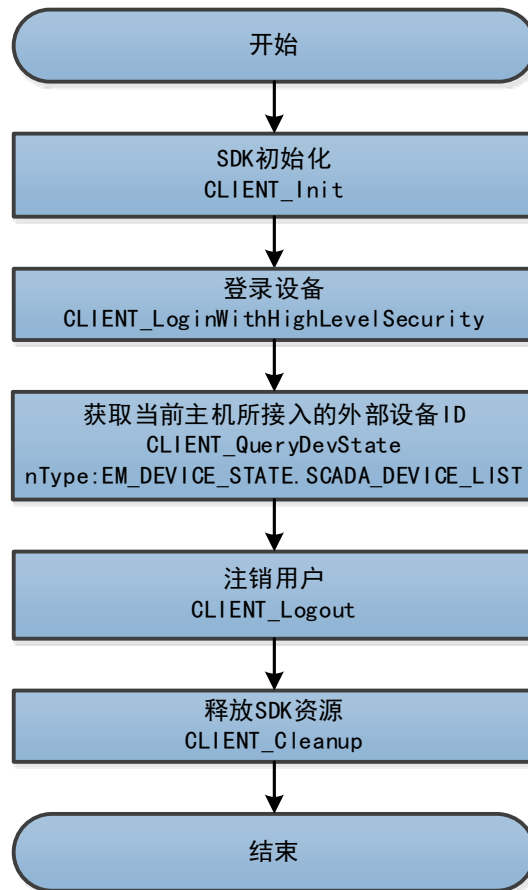 开始
SDK初始化
CLIENT_Init
登录设备
CLIENT_LoginWithHighLevelSecurity
获取当前主机所接入的外部设备ID
CLIENT_QueryDevState
nType:EM_DEVICE_STATE.SCADA_DEVICE_LIST
注销用户
CLIENT_Logout
释放SDK资源
CLIENT_Cleanup
结束